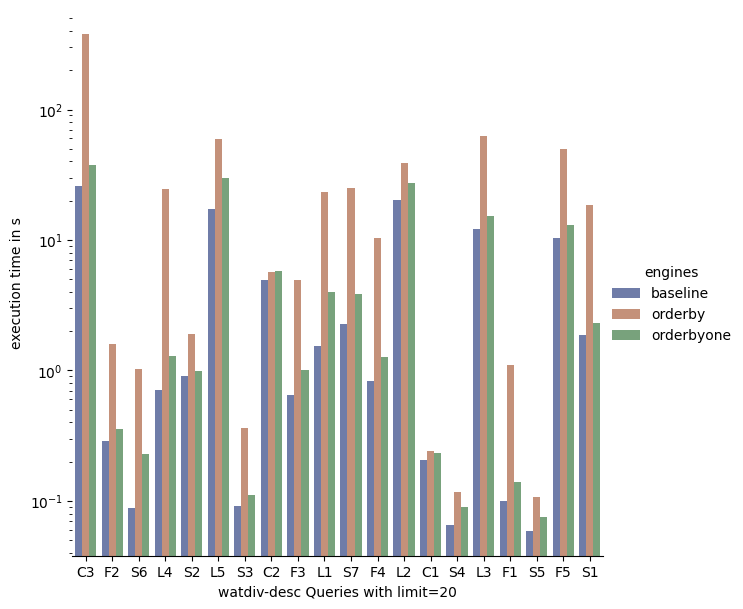 execution time in s
10²
10¹
10⁰
10⁻¹
C3 F2 S6 L4 S2 L5 S3 C2 F3 L1 S7 F4 L2 C1 S4 L3 F1 S5 F5 S1
watdiv-desc Queries with limit=20
engines
baseline
orderby
orderbyone